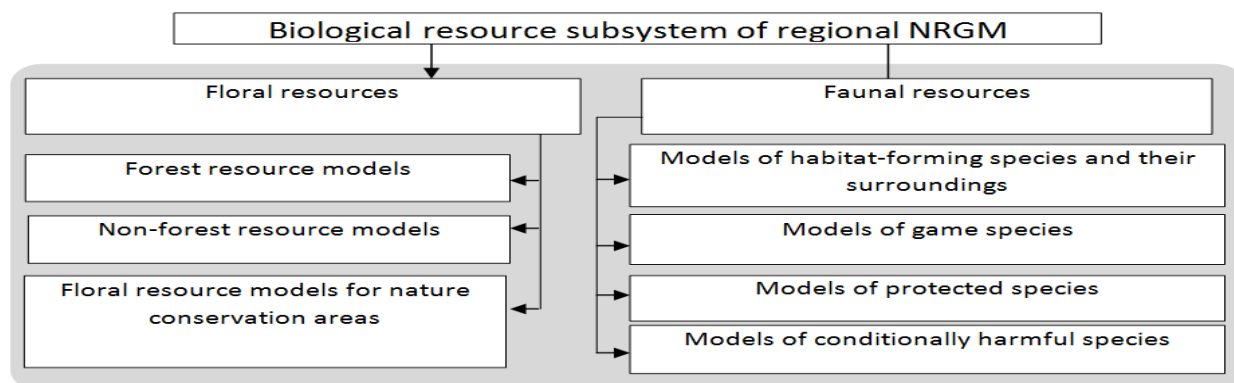 Biological resource subsystem of regional NRGM
Floral resources
Forest resource models
Non-forest resource models
Floral resource models for nature
conservation areas
Faunal resources
Models of habitat-forming species and their
surroundings
Models of game species
Models of protected species
Models of conditionally harmful species